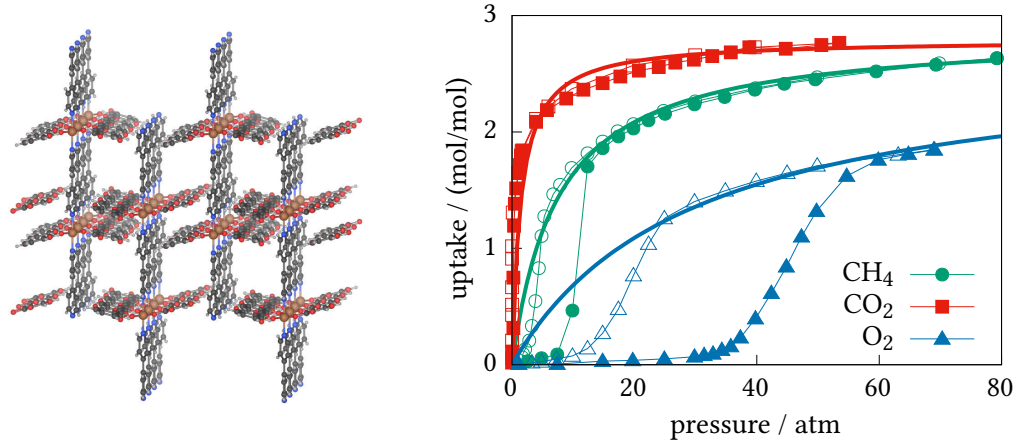 3
2
1
0
uptake / (mol/mol)
CH₄
CO₂
O₂
0 20 40 60 80
pressure / atm